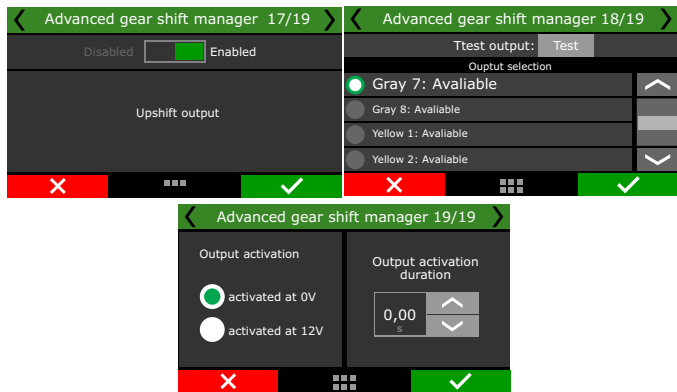 Advanced gear shift manager 17/19
Disabled Enabled
Upshift output
Advanced gear shift manager 18/19
Ttest output: Test
Ouptut selection
Gray 7: Avaliable
Gray 8: Avaliable
Yellow 1: Avaliable
Yellow 2: Avaliable
Advanced gear shift manager 19/19
Output activation
activated at 0V
activated at 12V
Output activation
duration
0,00
s